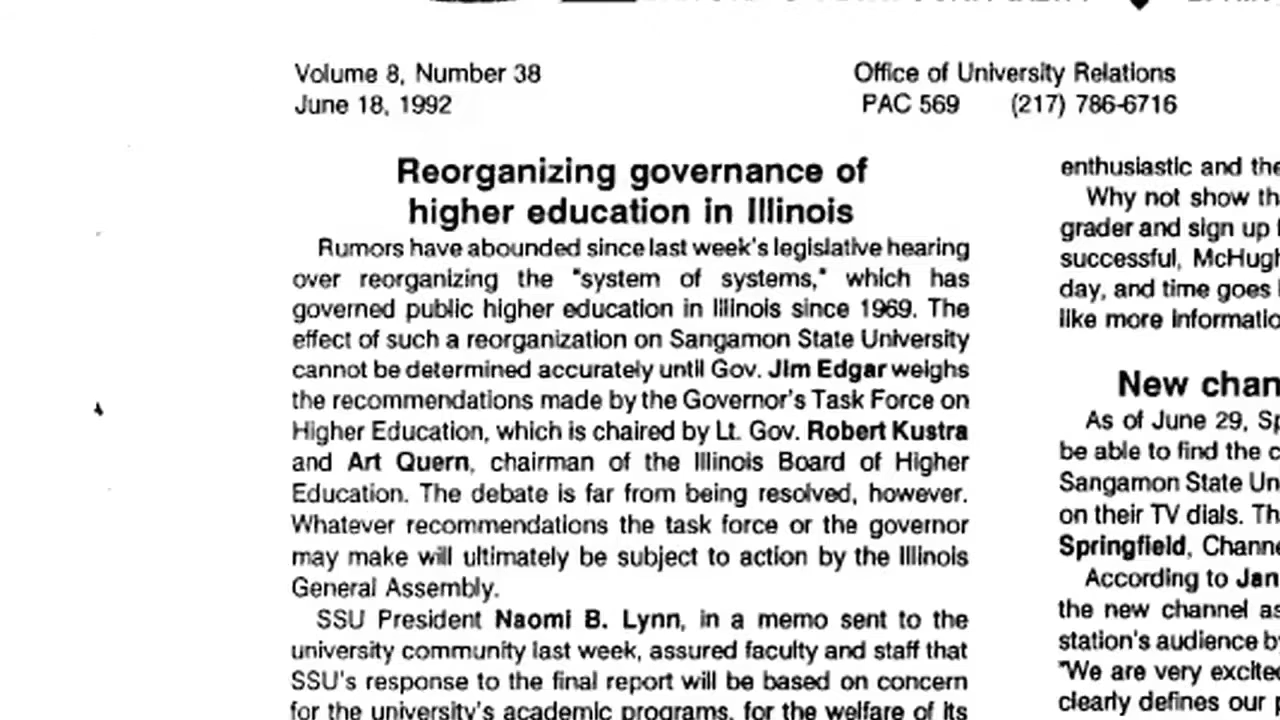 Volume 8, Number 38
June 18, 1992
Office of University Relations
PAC 569 (217) 786-6716
Reorganizing governance of
higher education in Illinois
Rumors have abounded since last week's legislative hearing
over reorganizing the "system of systems," which has
governed public higher education in Illinois since 1969. The
effect of such a reorganization on Sangamon State University
cannot be determined accurately until Gov. Jim Edgar weighs
the recommendations made by the Governor's Task Force on
Higher Education, which is chaired by Lt. Gov. Robert Kustra
and Art Quern, chairman of the Illinois Board of Higher
Education. The debate is far from being resolved, however.
Whatever recommendations the task force or the governor
may make will ultimately be subject to action by the Illinois
General Assembly.
SSU President Naomi B. Lynn, in a memo sent to the
university community last week, assured faculty and staff that
SSU's response to the final report will be based on concern
for the university's academic programs, for the welfare of its
enthusiastic and the
Why not show th
grader and sign up
successful, McHugh
day, and time goes
like more informatio
New chan
As of June 29, Sp
be able to find the c
Sangamon State Un
on their TV dials. Th
Springfield, Channe
According to Jan
the new channel as
station's audience by
"We are very excited
clearly defines our p